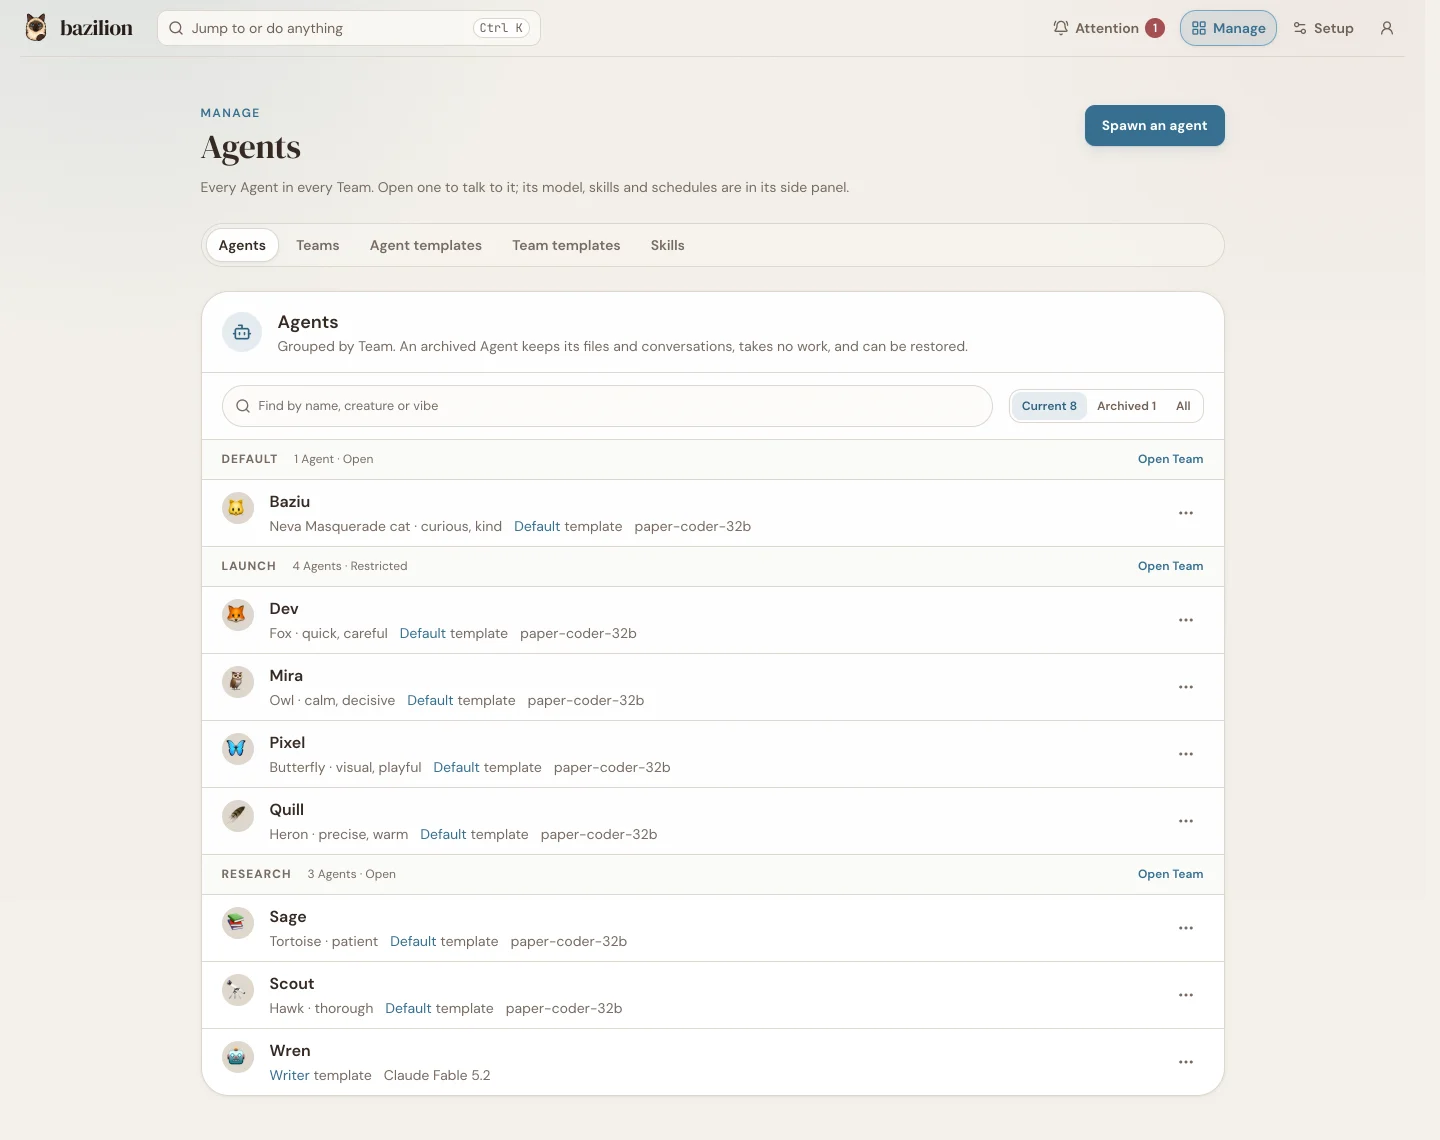 bazilion
Jump to or do anything
Ctrl K
Attention 1
Manage
Setup
MANAGE
Agents
Spawn an agent
Every Agent in every Team. Open one to talk to it; its model, skills and schedules are in its side panel.
Agents
Teams
Agent templates
Team templates
Skills
Agents
Grouped by Team. An archived Agent keeps its files and conversations, takes no work, and can be restored.
Find by name, creature or vibe
Current 8
Archived 1
All
DEFAULT 1 Agent · Open
Open Team
Baziu
Neva Masquerade cat · curious, kind Default template paper-coder-32b
LAUNCH 4 Agents · Restricted
Open Team
Dev
Fox · quick, careful Default template paper-coder-32b
Mira
Owl · calm, decisive Default template paper-coder-32b
Pixel
Butterfly · visual, playful Default template paper-coder-32b
Quill
Heron · precise, warm Default template paper-coder-32b
RESEARCH 3 Agents · Open
Open Team
Sage
Tortoise · patient Default template paper-coder-32b
Scout
Hawk · thorough Default template paper-coder-32b
Wren
Writer template Claude Fable 5.2